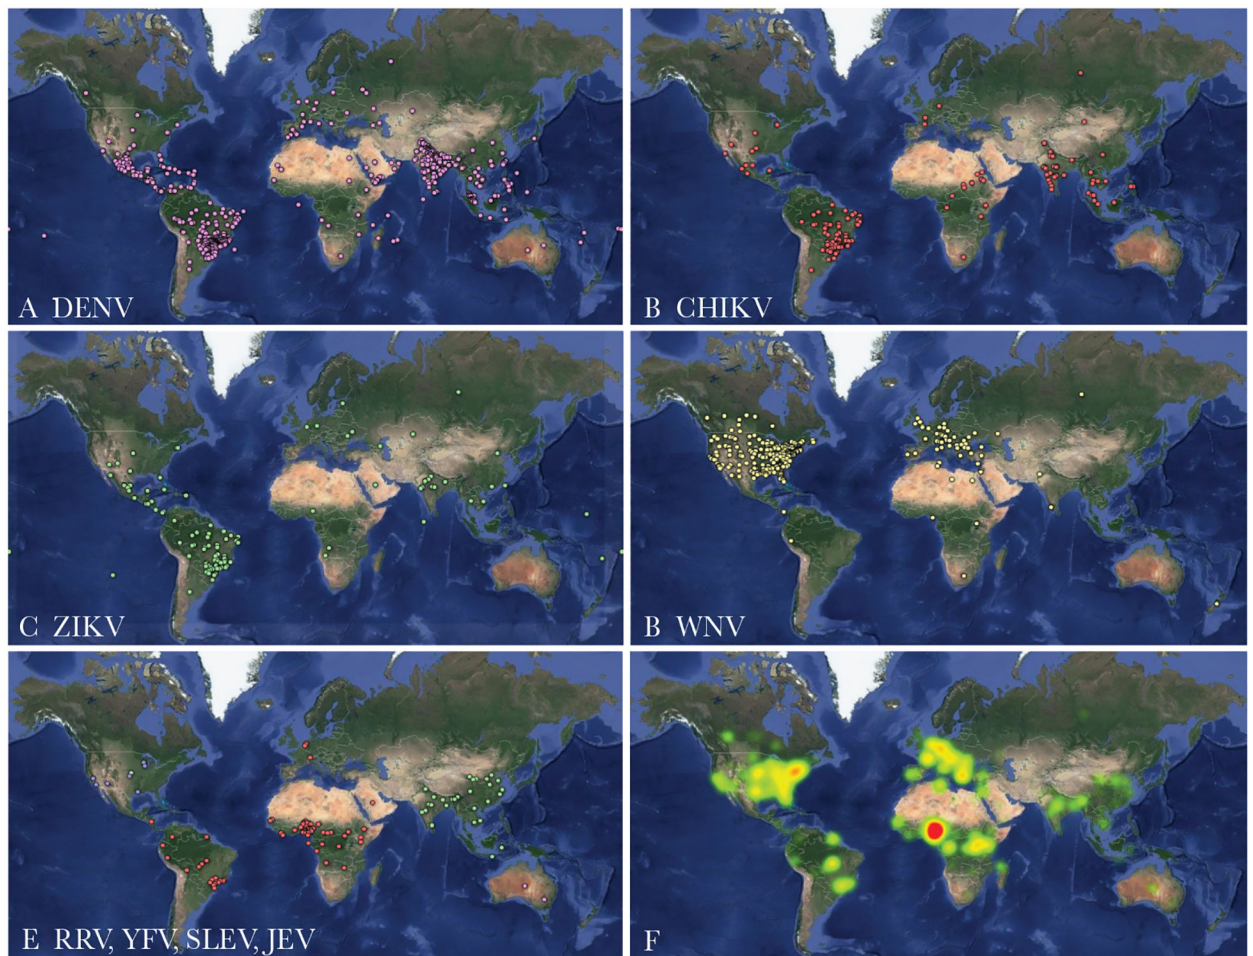 A DENV
B CHIKV
C ZIKV
B WNV
E RRV, YFV, SLEV, JEV
F